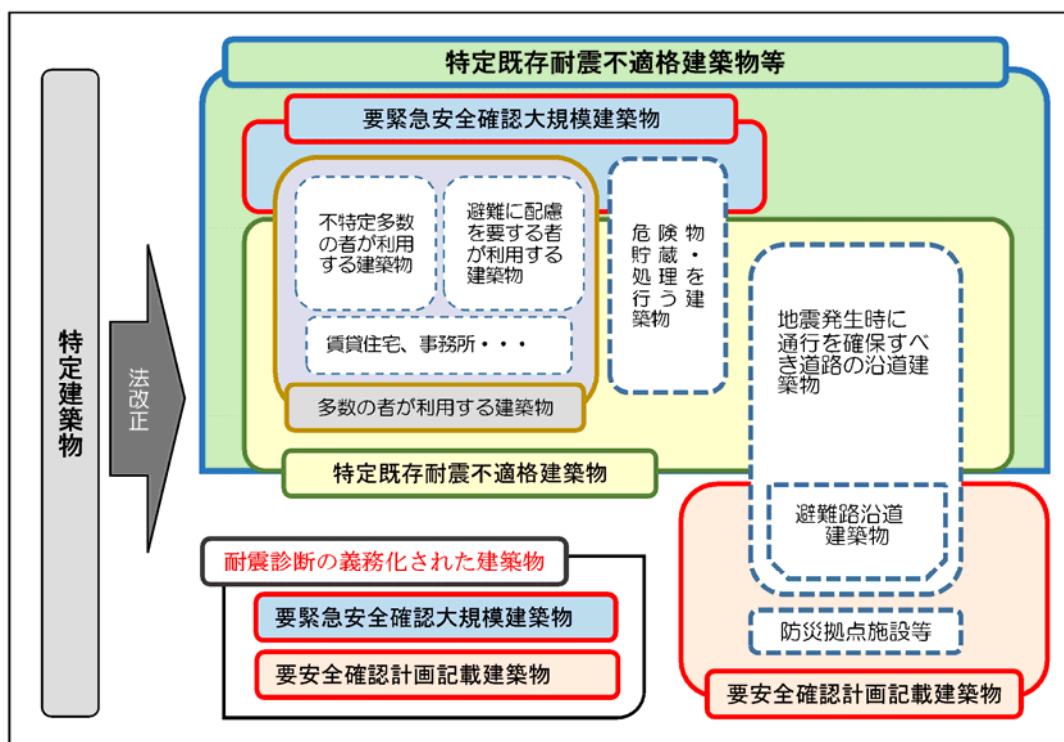 特定建築物
法改正
特定既存耐震不適格建築物等
要緊急安全確認大規模建築物
不特定多数
の者が利用
する建築物
避難に配慮
を要する者
が利用する
建築物
賃貸住宅、事務所・・・
多数の者が利用する建築物
危険物
貯蔵・
処理を
行う建
築物
地震発生時に
通行を確保すべ
き道路の沿道建
築物
特定既存耐震不適格建築物
避難路沿道
建築物
防災拠点施設等
要安全確認計画記載建築物
耐震診断の義務化された建築物
要緊急安全確認大規模建築物
要安全確認計画記載建築物